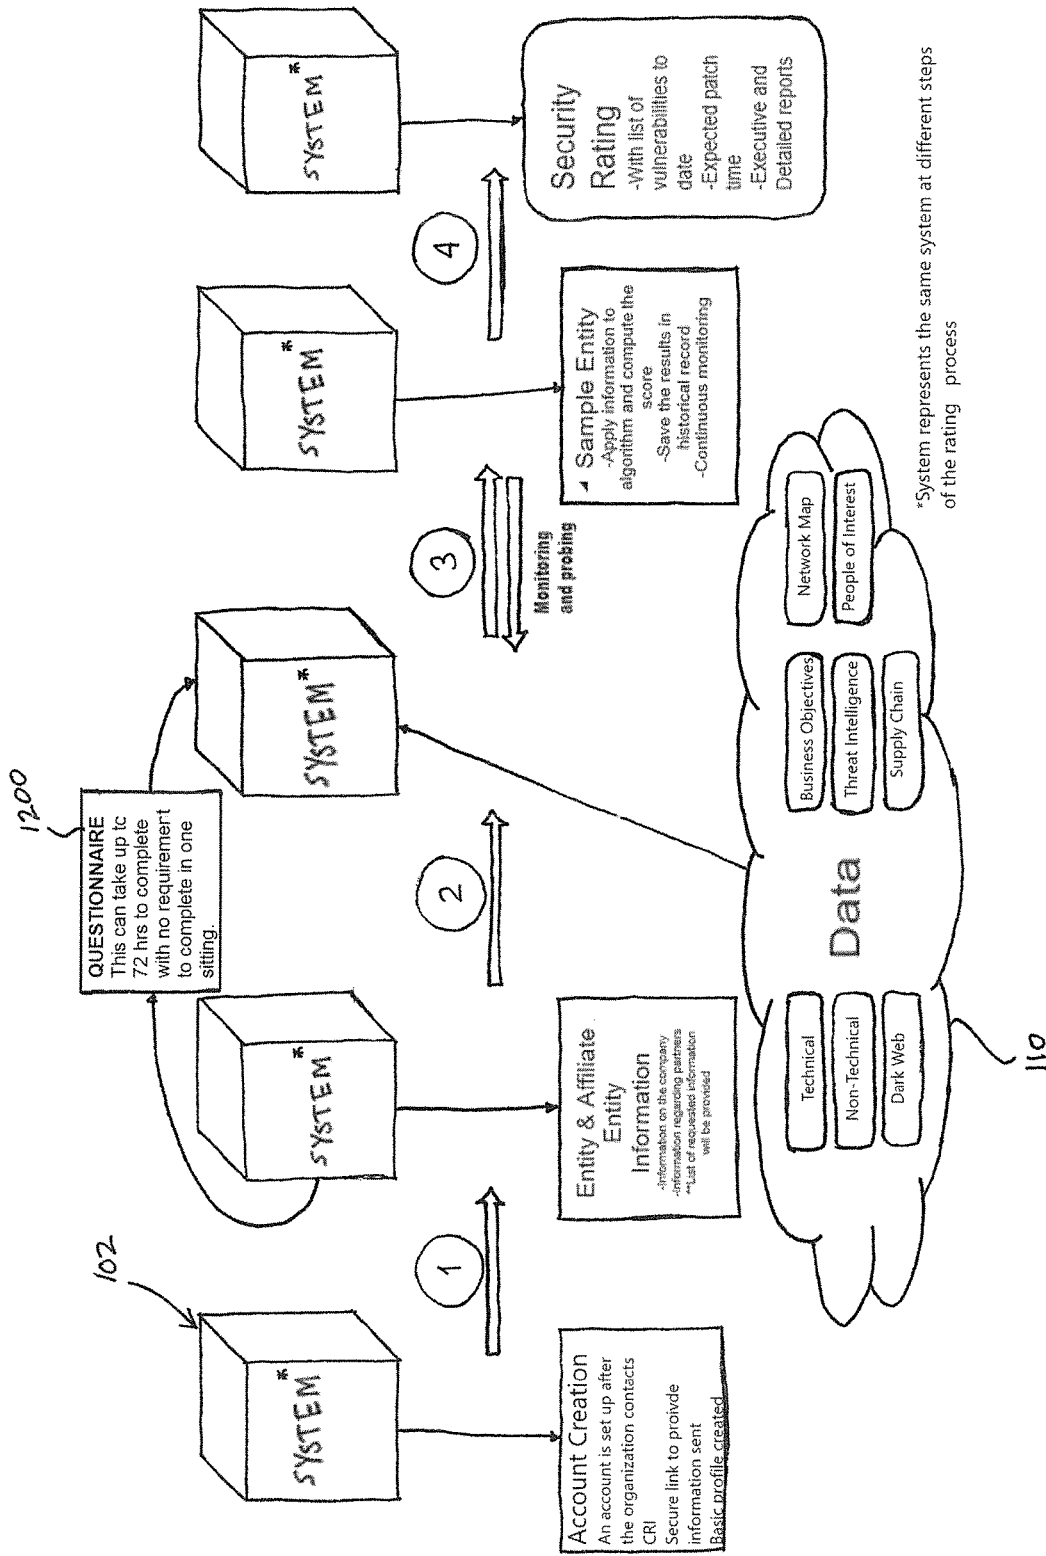 102
SYSTEM*
Account Creation
An account is set up after
the organization contacts
CRI
Secure link to proivde
information sent
Basic profile created
1
SYSTEM*
Entity & Affiliate
Entity
Information
-Information on the company
-Information regarding partners
**List of requested information
will be provided
1200
QUESTIONNAIRE
This can take up to
72 hrs to complete
with no requirement
to complete in one
sitting.
2
SYSTEM*
Data
Technical
Non-Technical
Dark Web
Business Objectives
Threat Intelligence
Supply Chain
Network Map
People of Interest
110
3
Monitoring
and probing
SYSTEM*
Sample Entity
-Apply information to
algorithm and compute the
score
-Save the results in
historical record
-Continuous monitoring
4
SYSTEM*
Security
Rating
-With list of
vulnerabilities to
date
-Expected patch
time
-Executive and
Detailed reports
*System represents the same system at different steps
of the rating process